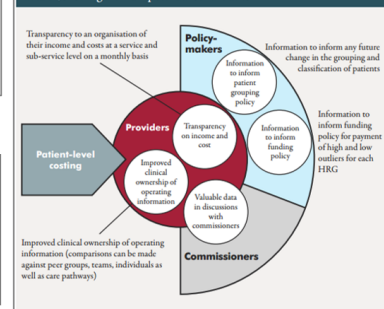 Transparency to an organisation of
their income and costs at a service and
sub-service level on a monthly basis
Policy-
makers
Information
to inform
patient
grouping
policy
Information to inform any future
change in the grouping and
classification of patients
Providers
Transparency
on income and
cost
Information
to inform
funding
policy
Information to
inform funding
policy for payment
of high and low
outliers for each
HRG
Patient-level
costing
Improved
clinical
ownership of
operating
information
Valuable data
in discussions
with
commissioners
Improved clinical ownership of operating
information (comparisons can be made
against peer groups, teams, individuals as
well as care pathways)
Commissioners